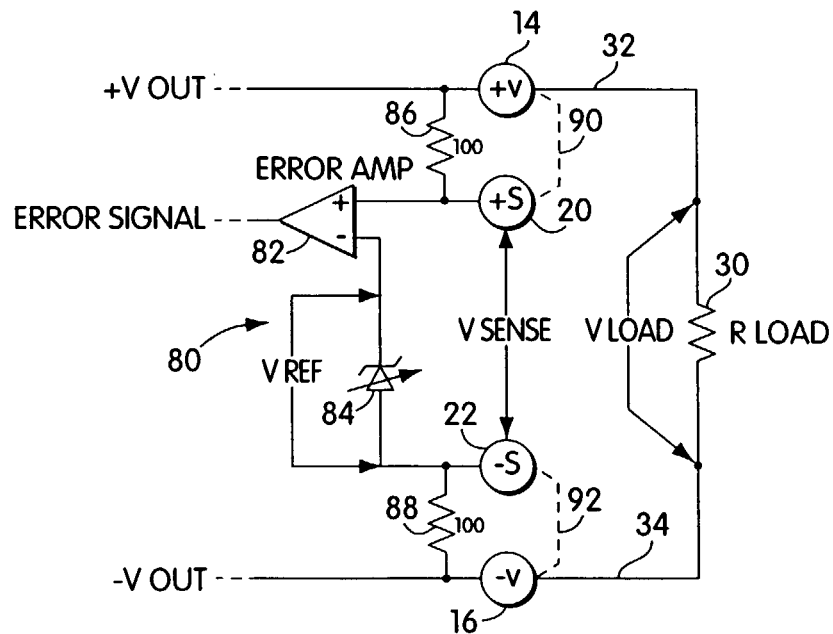 14
32
+V OUT
+V
86
100
90
ERROR AMP
ERROR SIGNAL
+
-
+S
20
82
30
80
V REF
V SENSE
V LOAD
R LOAD
84
22
-S
88
100
92
34
-V OUT
-V
16